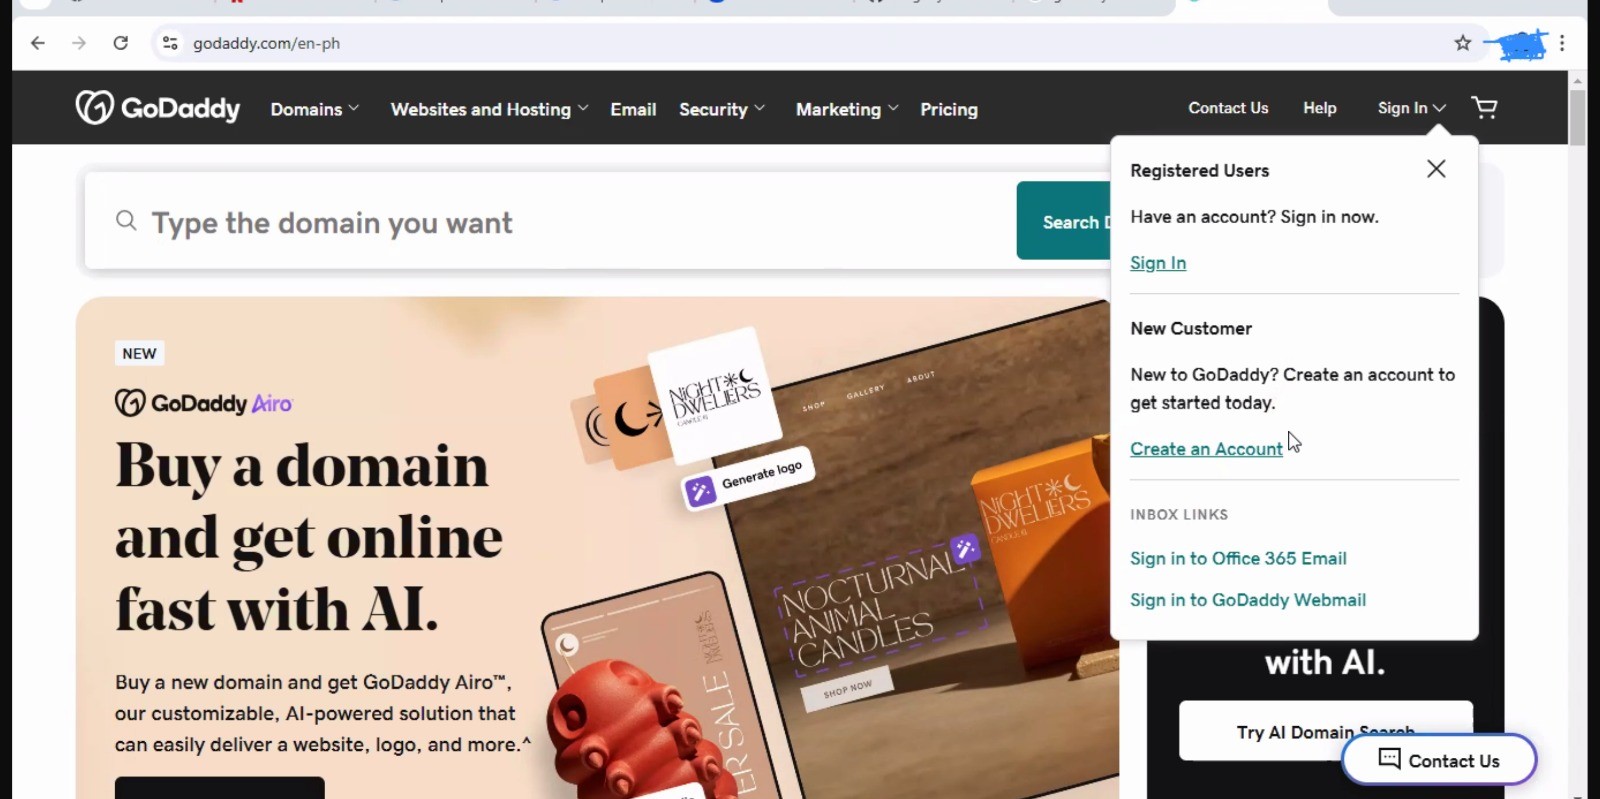 godaddy.com/en-ph
GoDaddy
Domains
Websites and Hosting
Email
Security
Marketing
Pricing
Contact Us
Help
Sign In
Type the domain you want
Search D
Registered Users
Have an account? Sign in now.
Sign In
New Customer
New to GoDaddy? Create an account to
get started today.
Create an Account
INBOX LINKS
Sign in to Office 365 Email
Sign in to GoDaddy Webmail
NEW
GoDaddy Airo
Buy a domain
and get online
fast with AI.
Buy a new domain and get GoDaddy Airo™,
our customizable, AI-powered solution that
can easily deliver a website, logo, and more.^
NIGHT
DWELLERS
Generate logo
SHOP
GALLERY
ABOUT
NIGHT
DWELLERS
NOCTURNAL
ANIMAL
CANDLES
SHOP NOW
ER SALE
with AI.
Try AI Domain Search
Contact Us